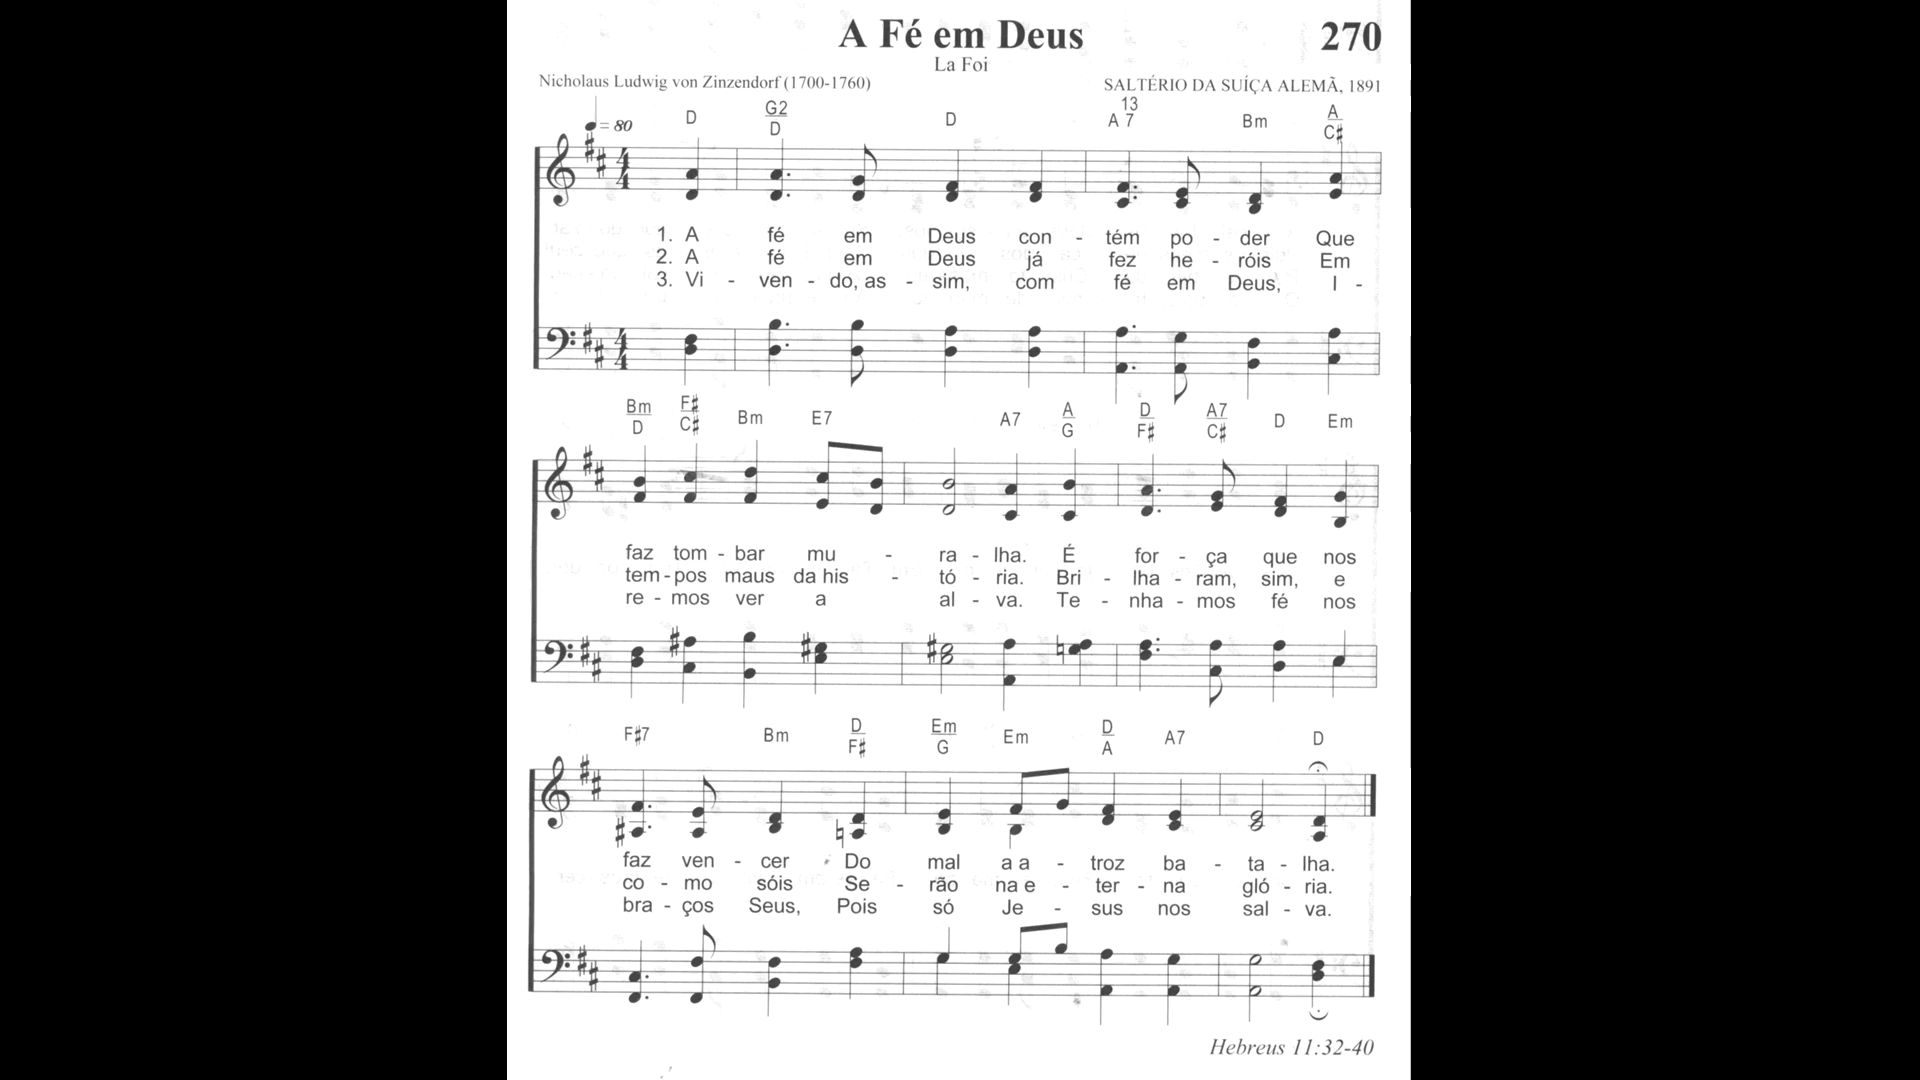 A Fé em Deus 270
La Foi
Nicholaus Ludwig von Zinzendorf (1700-1760) SALTÉRIO DA SUÍÇA ALEMÃ, 1891
= 80 D G2/D D A 13 7 Bm A/C♯
4/4
1. A fé em Deus con - tém po - der Que
2. A fé em Deus já fez he - róis Em
3. Vi - ven - do, as - sim, com fé em Deus, I -
4/4
Bm/D F♯/C♯ Bm E7 A7 A/G D/F♯ A7/C♯ D Em
faz tom - bar mu - ra - lha. É for - ça que nos
tem - pos maus da his - tó - ria. Bri - lha - ram, sim, e
re - mos ver a al - va. Te - nha - mos fé nos
F♯7 Bm D/F♯ Em/G Em D/A A7 D
faz ven - cer Do mal a a - troz ba - ta - lha.
co - mo sóis Se - rão na e - ter - na gló - ria.
bra - ços Seus, Pois só Je - sus nos sal - va.
Hebreus 11:32-40